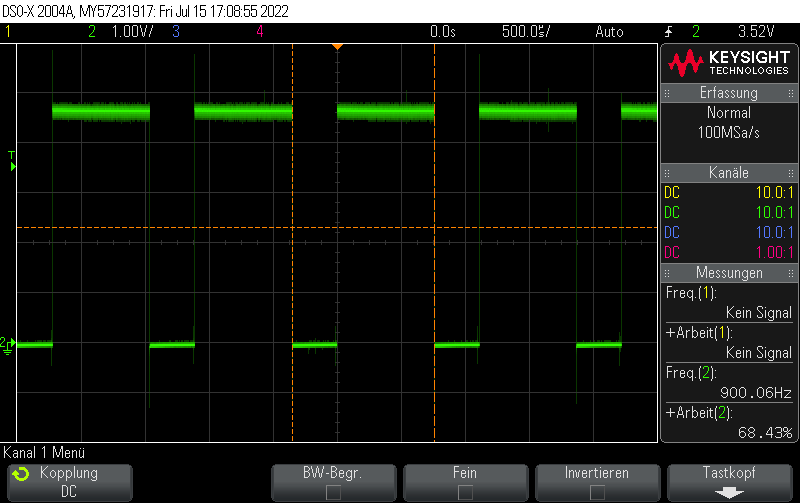 DSO-X 2004A, MY57231917: Fri Jul 15 17:08:55 2022
1 2 1.00V/ 3 4 0.0s 500.0㎲/ Auto 2 3.52V
KEYSIGHT
TECHNOLOGIES
Erfassung
Normal
100MSa/s
Kanäle
DC 10.0:1
DC 10.0:1
DC 10.0:1
DC 1.00:1
Messungen
Freq.(1):
Kein Signal
+Arbeit(1):
Kein Signal
Freq.(2):
900.06Hz
+Arbeit(2):
68.43%
T
2
Kanal 1 Menü
Kopplung
DC
BW-Begr.
Fein
Invertieren
Tastkopf